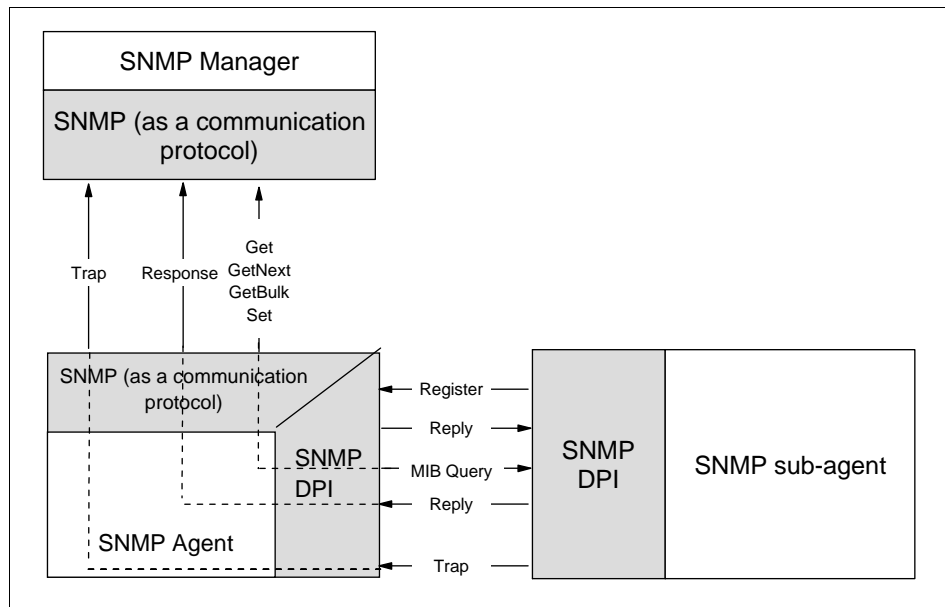 SNMP Manager
SNMP (as a communication
protocol)
Trap
Response
Get
GetNext
GetBulk
Set
SNMP (as a communication
protocol)
SNMP
DPI
SNMP Agent
Register
Reply
MIB Query
Reply
Trap
SNMP
DPI
SNMP sub-agent